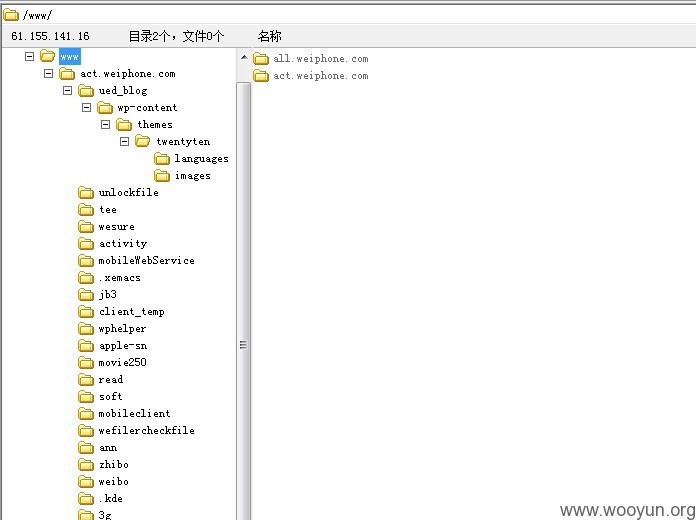 /www/
61.155.141.16 目录2个，文件0个 名称
www
act.weiphone.com
ued_blog
wp-content
themes
twentyten
languages
images
unlockfile
tee
wesure
activity
mobileWebService
.xemacs
jb3
client_temp
wphelper
apple-sn
movie250
read
soft
mobileclient
wefilercheckfile
ann
zhibo
weibo
.kde
3g
all.weiphone.com
act.weiphone.com
www.wooyun.org